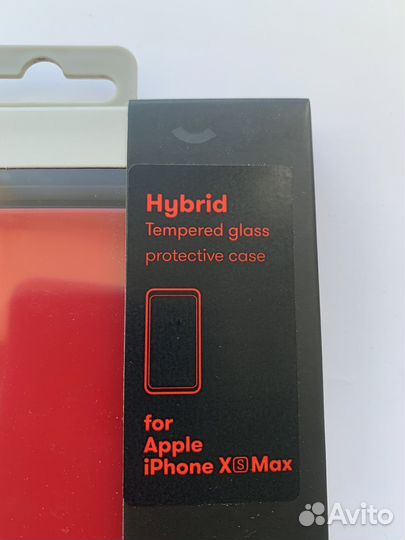 Hybrid
Tempered glass
protective case
for
Apple
iPhone XS Max
Avito